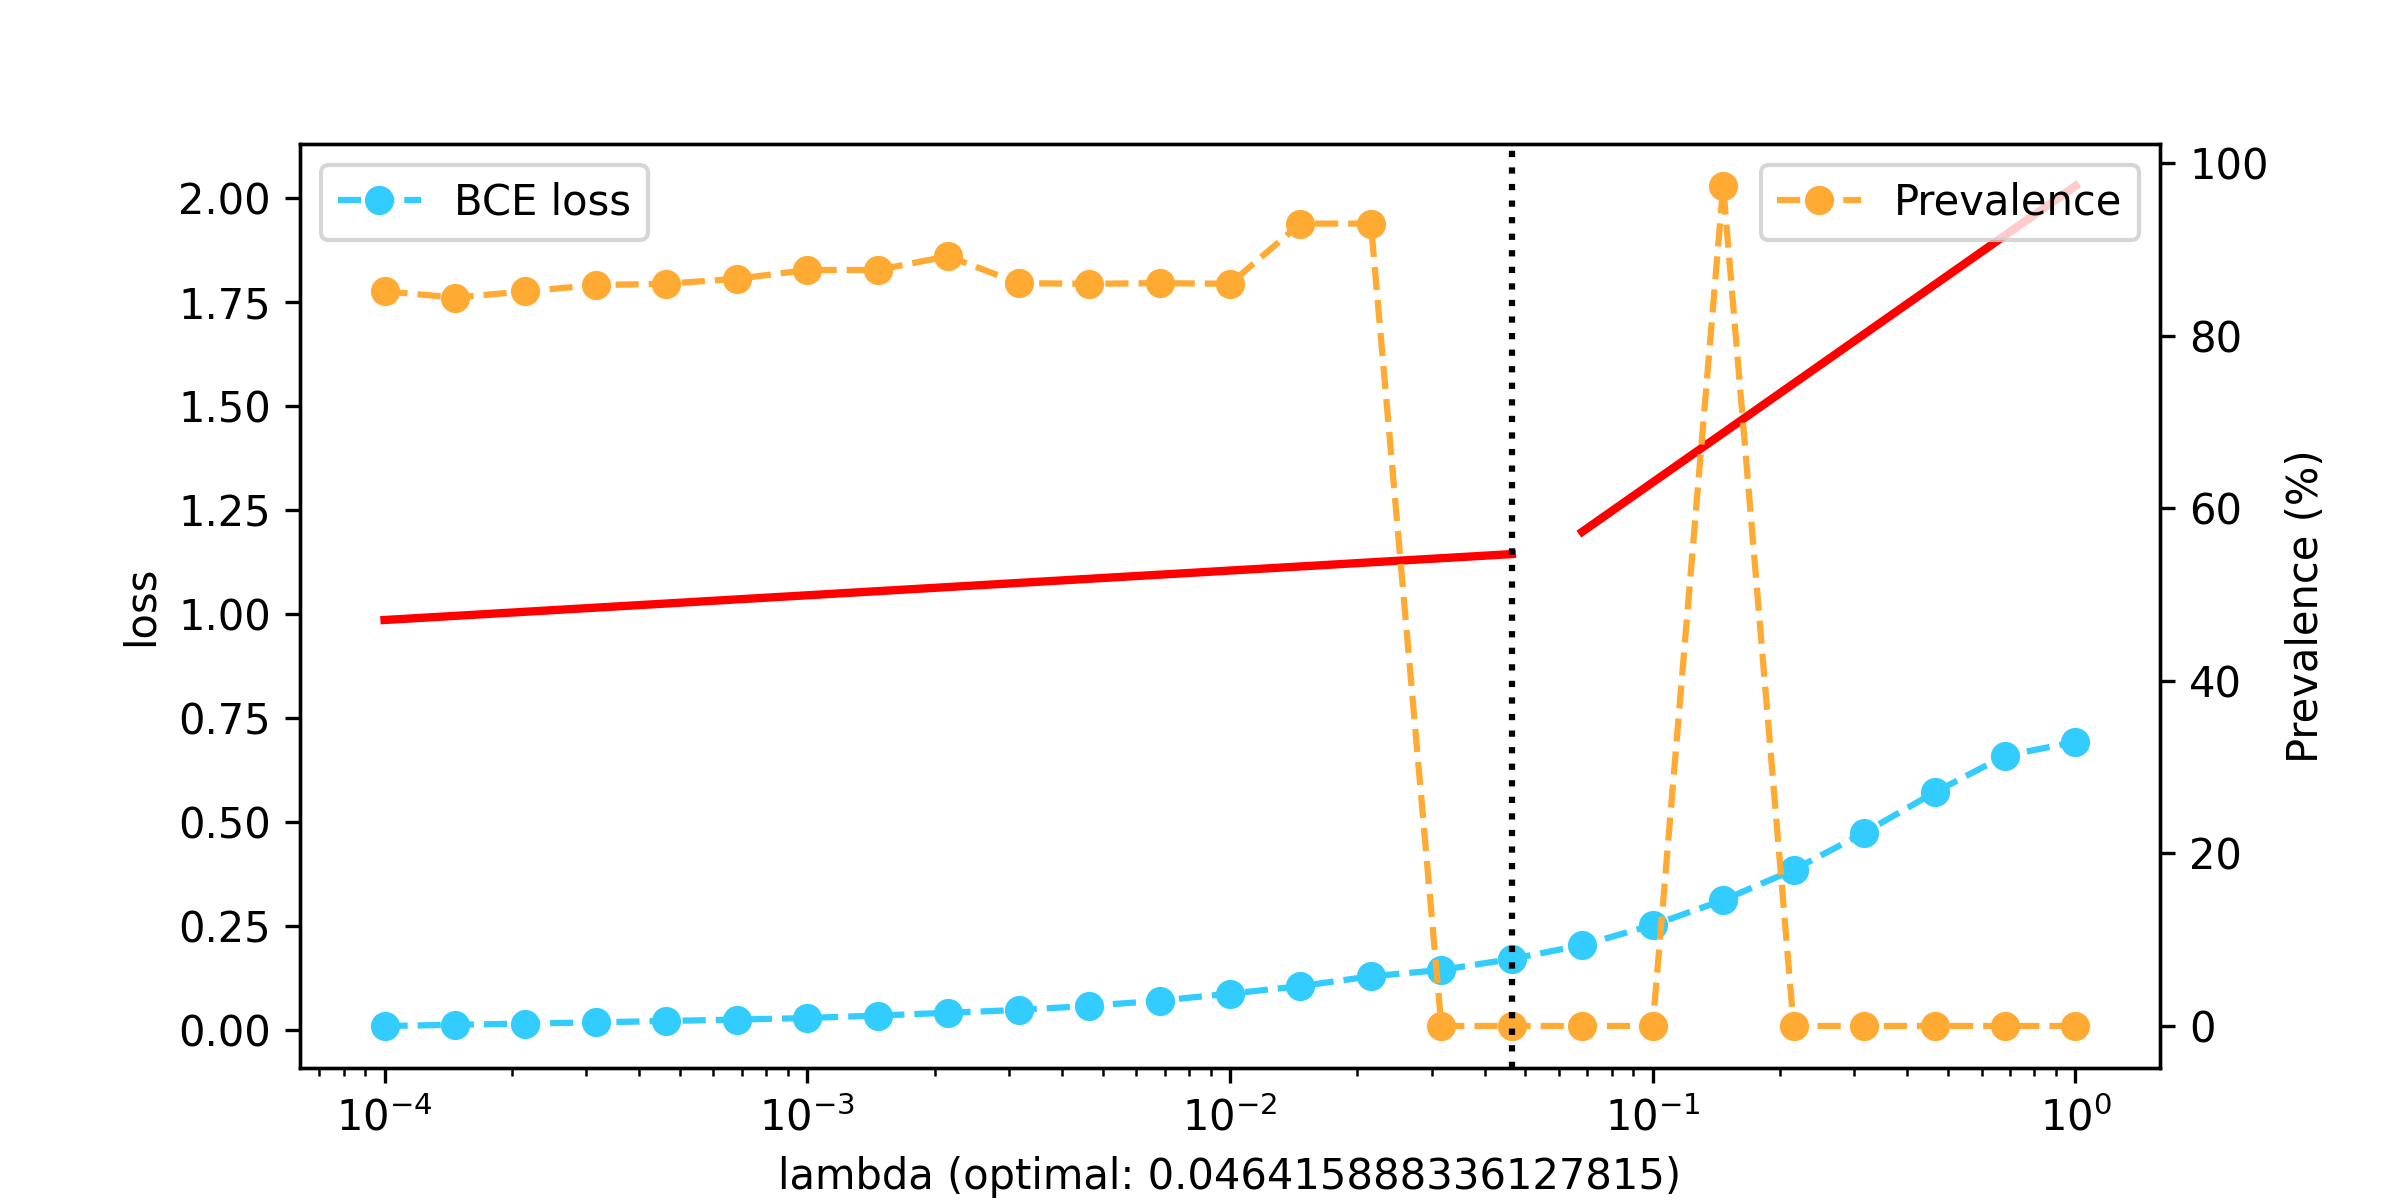 BCE loss
Prevalence
2.00
1.75
1.50
1.25
1.00
0.75
0.50
0.25
0.00
loss
100
80
60
40
20
0
Prevalence (%)
10⁻⁴ 10⁻³ 10⁻² 10⁻¹ 10⁰
lambda (optimal: 0.046415888336127815)